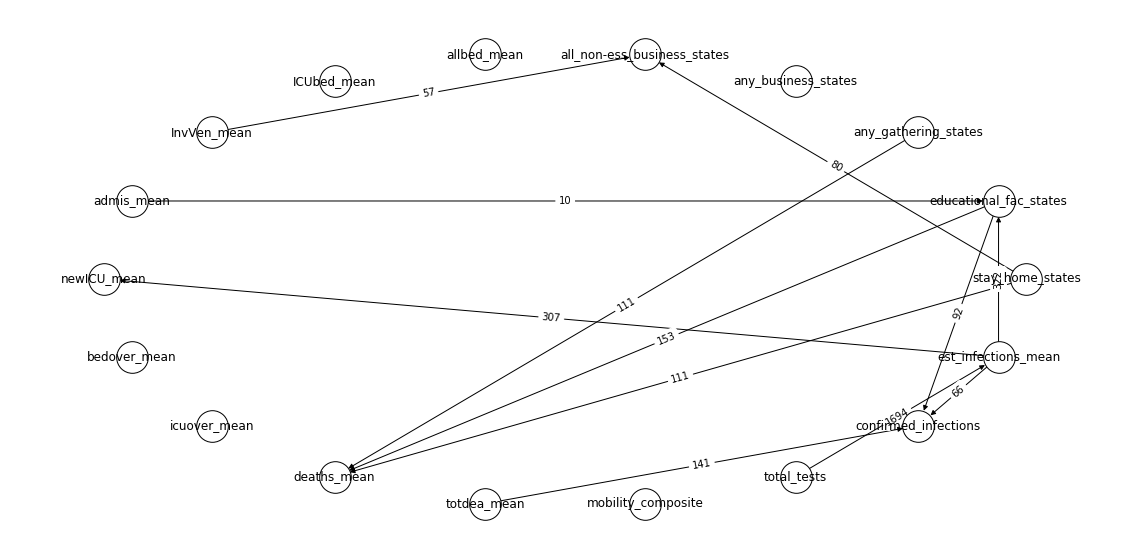 allbed_mean
all_non-ess_business_states
ICUbed_mean
any_business_states
57
InvVen_mean
any_gathering_states
80
admis_mean
10
educational_fac_states
newICU_mean
stay_home_states
111
92
307
153
bedover_mean
est_infections_mean
111
66
1694
icuover_mean
confirmed_infections
141
deaths_mean
total_tests
totdea_mean
mobility_composite